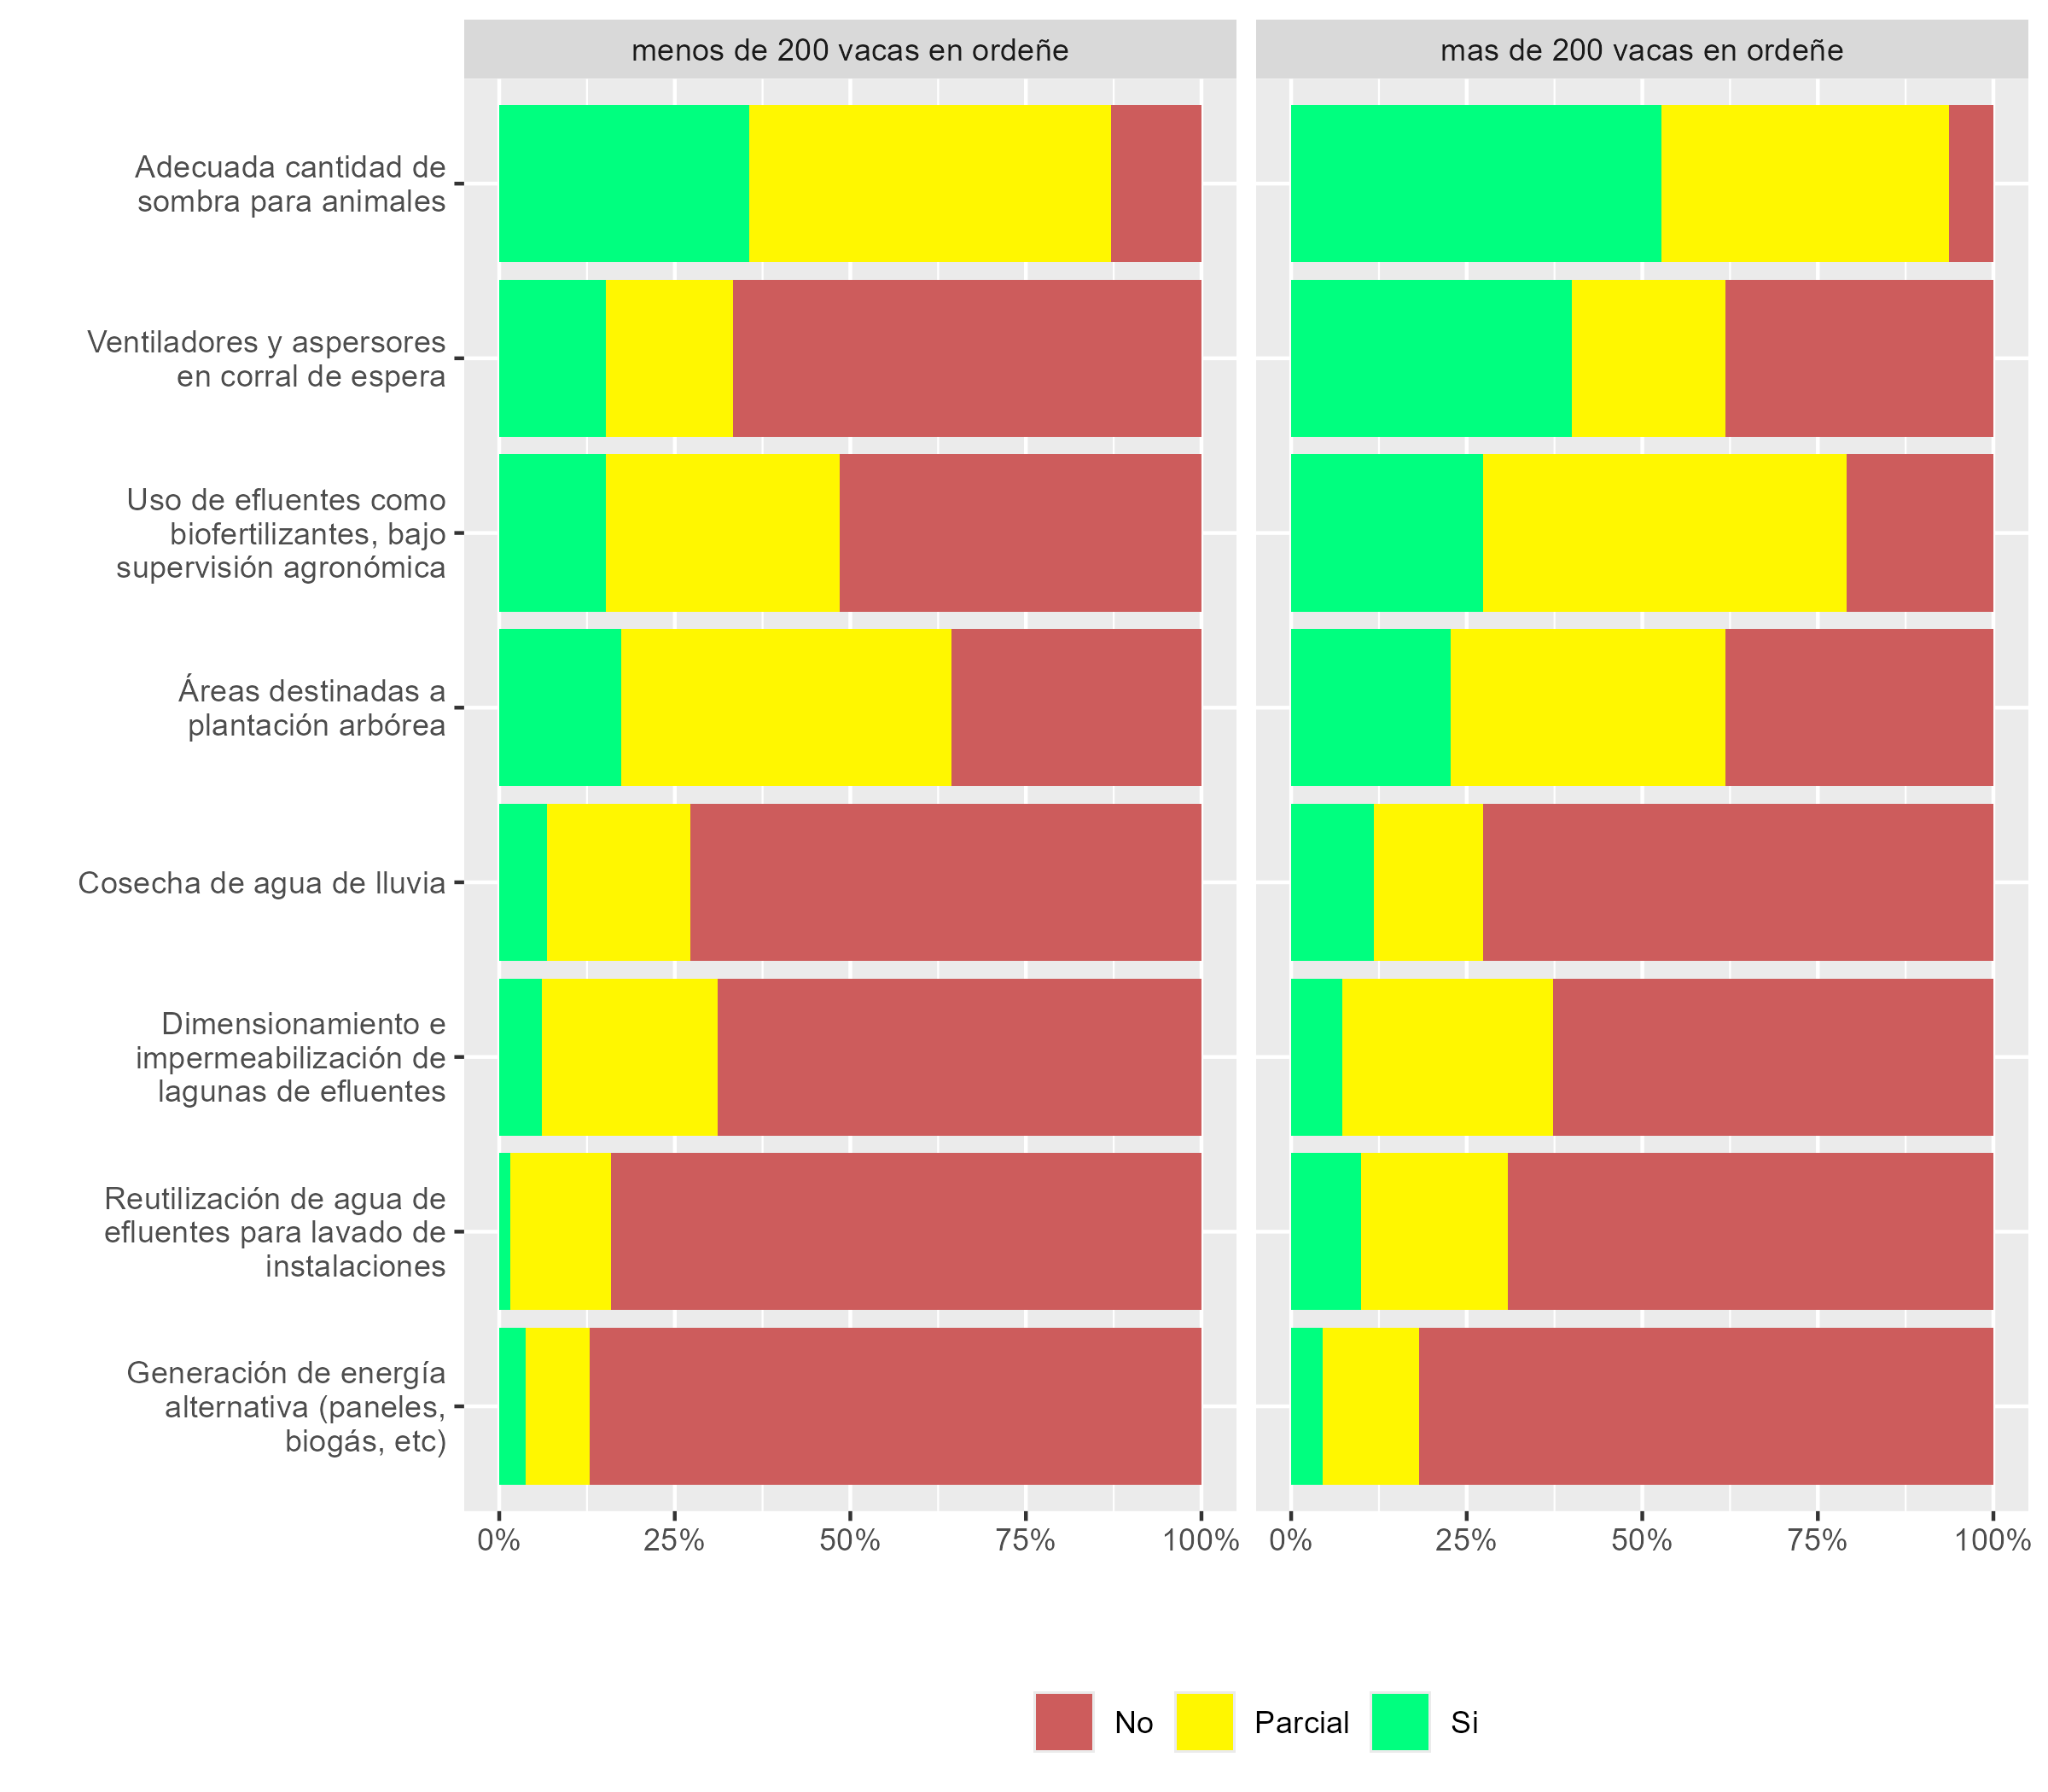 menos de 200 vacas en ordeñe
mas de 200 vacas en ordeñe
Adecuada cantidad de
sombra para animales
Ventiladores y aspersores
en corral de espera
Uso de efluentes como
biofertilizantes, bajo
supervisión agronómica
Áreas destinadas a
plantación arbórea
Cosecha de agua de lluvia
Dimensionamiento e
impermeabilización de
lagunas de efluentes
Reutilización de agua de
efluentes para lavado de
instalaciones
Generación de energía
alternativa (paneles,
biogás, etc)
0% 25% 50% 75% 100%
0% 25% 50% 75% 100%
No Parcial Si